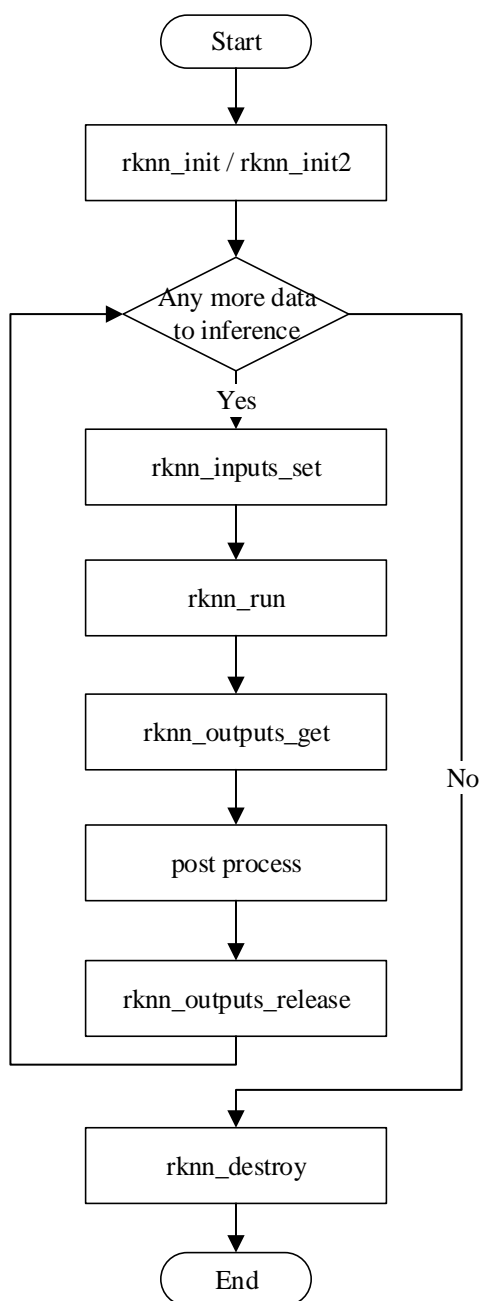 Start
rknn_init / rknn_init2
Any more data
to inference
Yes
rknn_inputs_set
rknn_run
rknn_outputs_get
No
post process
rknn_outputs_release
rknn_destroy
End